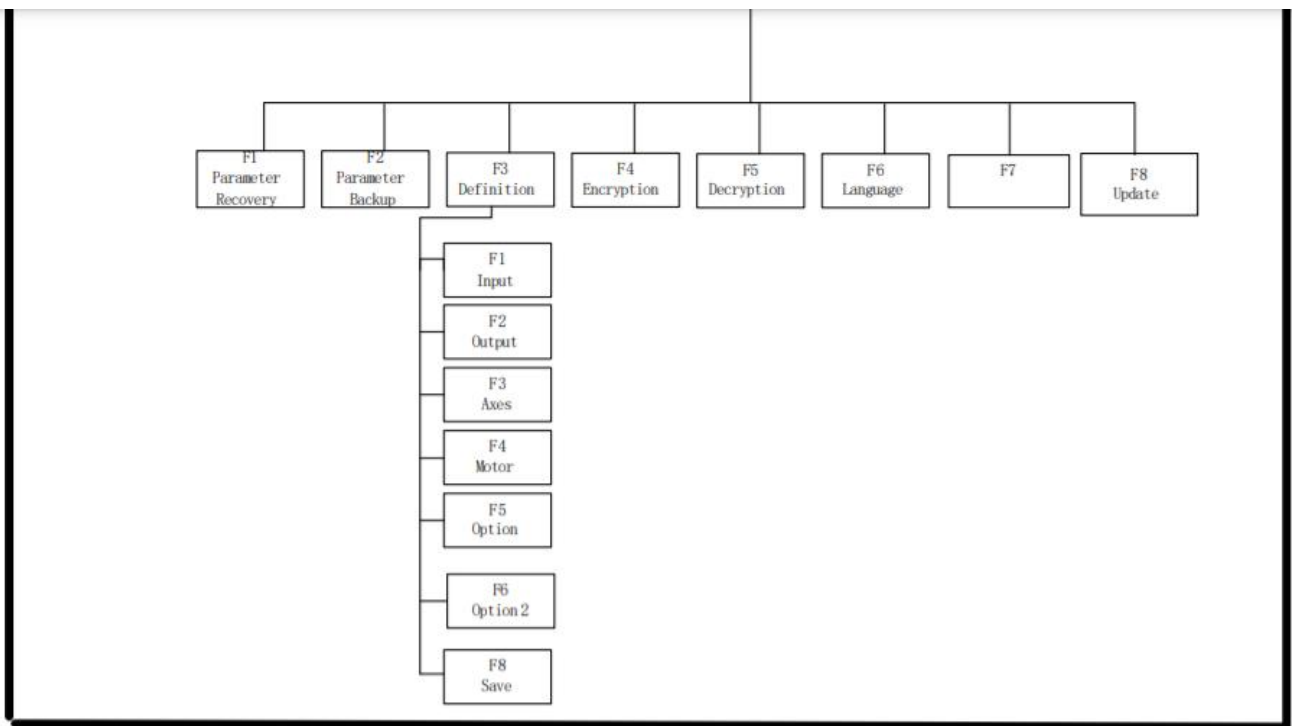 F1
Parameter
Recovery
F2
Parameter
Backup
F3
Definition
F4
Encryption
F5
Decryption
F6
Language
F7
F8
Update
F1
Input
F2
Output
F3
Axes
F4
Motor
F5
Option
F6
Option 2
F8
Save